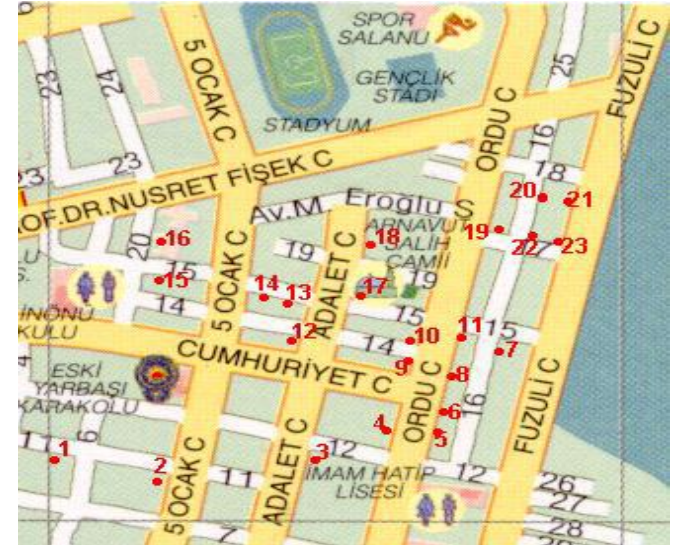 SPOR
SALANU
5 OCAK C
GENÇLİK
STADI
25
FUZULİ C
23
24
ORDU C
STADYUM
16
23
18
PROF.DR.NUSRET FİŞEK C
20
21
Av.M. Eroğlu S
ARNAVUT
SALİH
CAMİİ
19
22
23
16
20
18
19
5 OCAK C
ADALET C
15
15
14
13
17
19
14
İNÖNÜ
OKULU
12
15
14
10
11
15
7
CUMHURİYET C
9
8
ESKİ
YARBAŞI
KARAKOLU
ORDU C
16
FUZULİ C
6
4
5
11
1
6
3
12
2
11
İMAM HATİP
LİSESİ
12
26
27
5 OCAK C
ADALET C
7
28